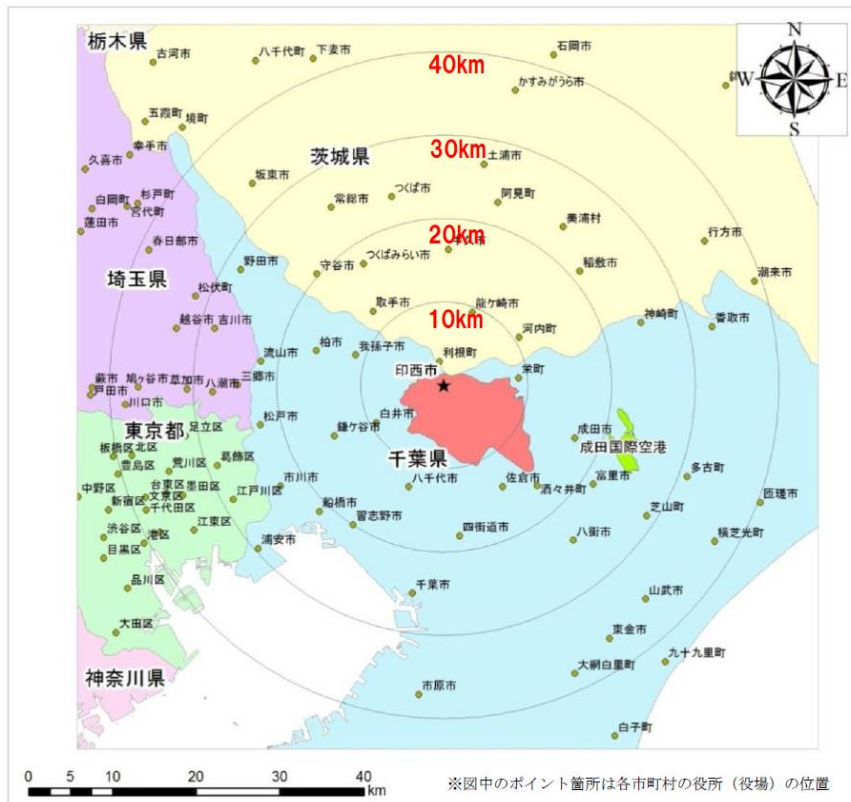 栃木県
古河市
八千代町
下妻市
石岡市
40km
かすみがうら市
N
W
E
S
五霞町
境町
幸手市
久喜市
茨城県
30km
土浦市
坂東市
つくば市
常総市
阿見町
白岡町
杉戸町
宮代町
蓮田市
春日部市
美浦村
行方市
20km
野田市
守谷市
つくばみらい市
稲敷市
潮来市
埼玉県
松伏町
取手市
龍ケ崎市
10km
神崎町
香取市
越谷市
吉川市
河内町
流山市
柏市
我孫子市
利根町
印西市
栄町
蕨市
鳩ヶ谷市
草加市
八潮市
三郷市
戸田市
川口市
東京都
足立区
松戸市
鎌ケ谷市
白井市
千葉県
成田市
成田国際空港
板橋区
北区
豊島区
荒川区
葛飾区
台東区
墨田区
中野区
文京区
新宿区
千代田区
江戸川区
市川市
八千代市
佐倉市
酒々井町
富里市
多古町
匝瑳市
船橋市
習志野市
四街道市
芝山町
渋谷区
港区
江東区
目黒区
浦安市
八街市
横芝光町
品川区
千葉市
山武市
大田区
東金市
九十九里町
神奈川県
市原市
大網白里町
白子町
0 5 10 20 30 40
km
※図中のポイント箇所は各市町村の役所（役場）の位置